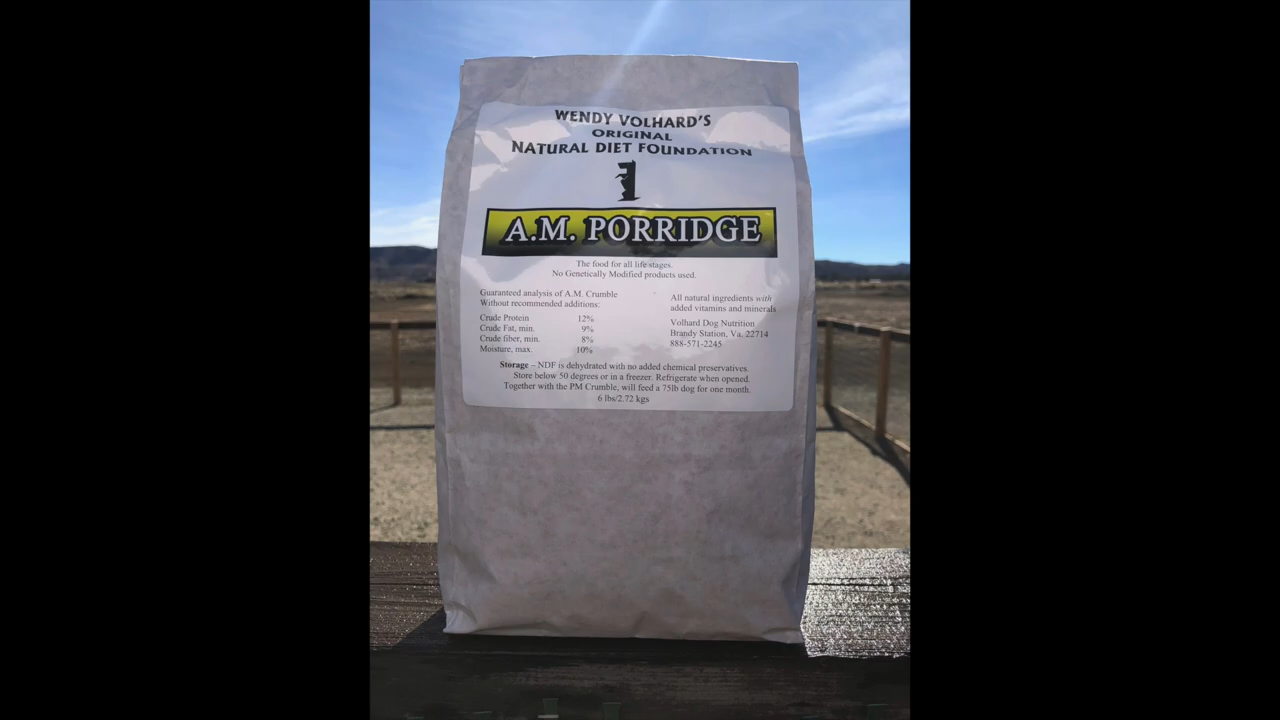 WENDY VOLHARD'S
ORIGINAL
NATURAL DIET FOUNDATION
A.M. PORRIDGE
The food for all life stages.
No Genetically Modified products used.
Guaranteed analysis of A.M. Crumble
Without recommended additions:
Crude Protein 12%
Crude Fat, min. 9%
Crude fiber, min. 8%
Moisture, max. 10%
All natural ingredients with
added vitamins and minerals
Volhard Dog Nutrition
Brandy Station, Va. 22714
888-571-2245
Storage – NDF is dehydrated with no added chemical preservatives.
Store below 50 degrees or in a freezer. Refrigerate when opened.
Together with the PM Crumble, will feed a 75lb dog for one month.
6 lbs/2.72 kgs